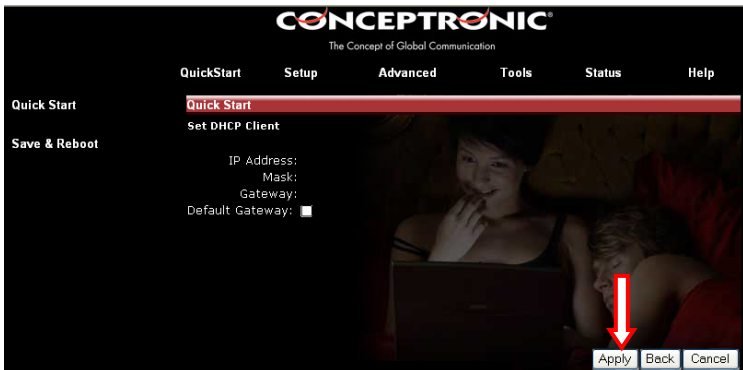 CONCEPTRONIC®
The Concept of Global Communication
QuickStart Setup Advanced Tools Status Help
Quick Start
Save & Reboot
Quick Start
Set DHCP Client
IP Address:
Mask:
Gateway:
Default Gateway:
Apply Back Cancel